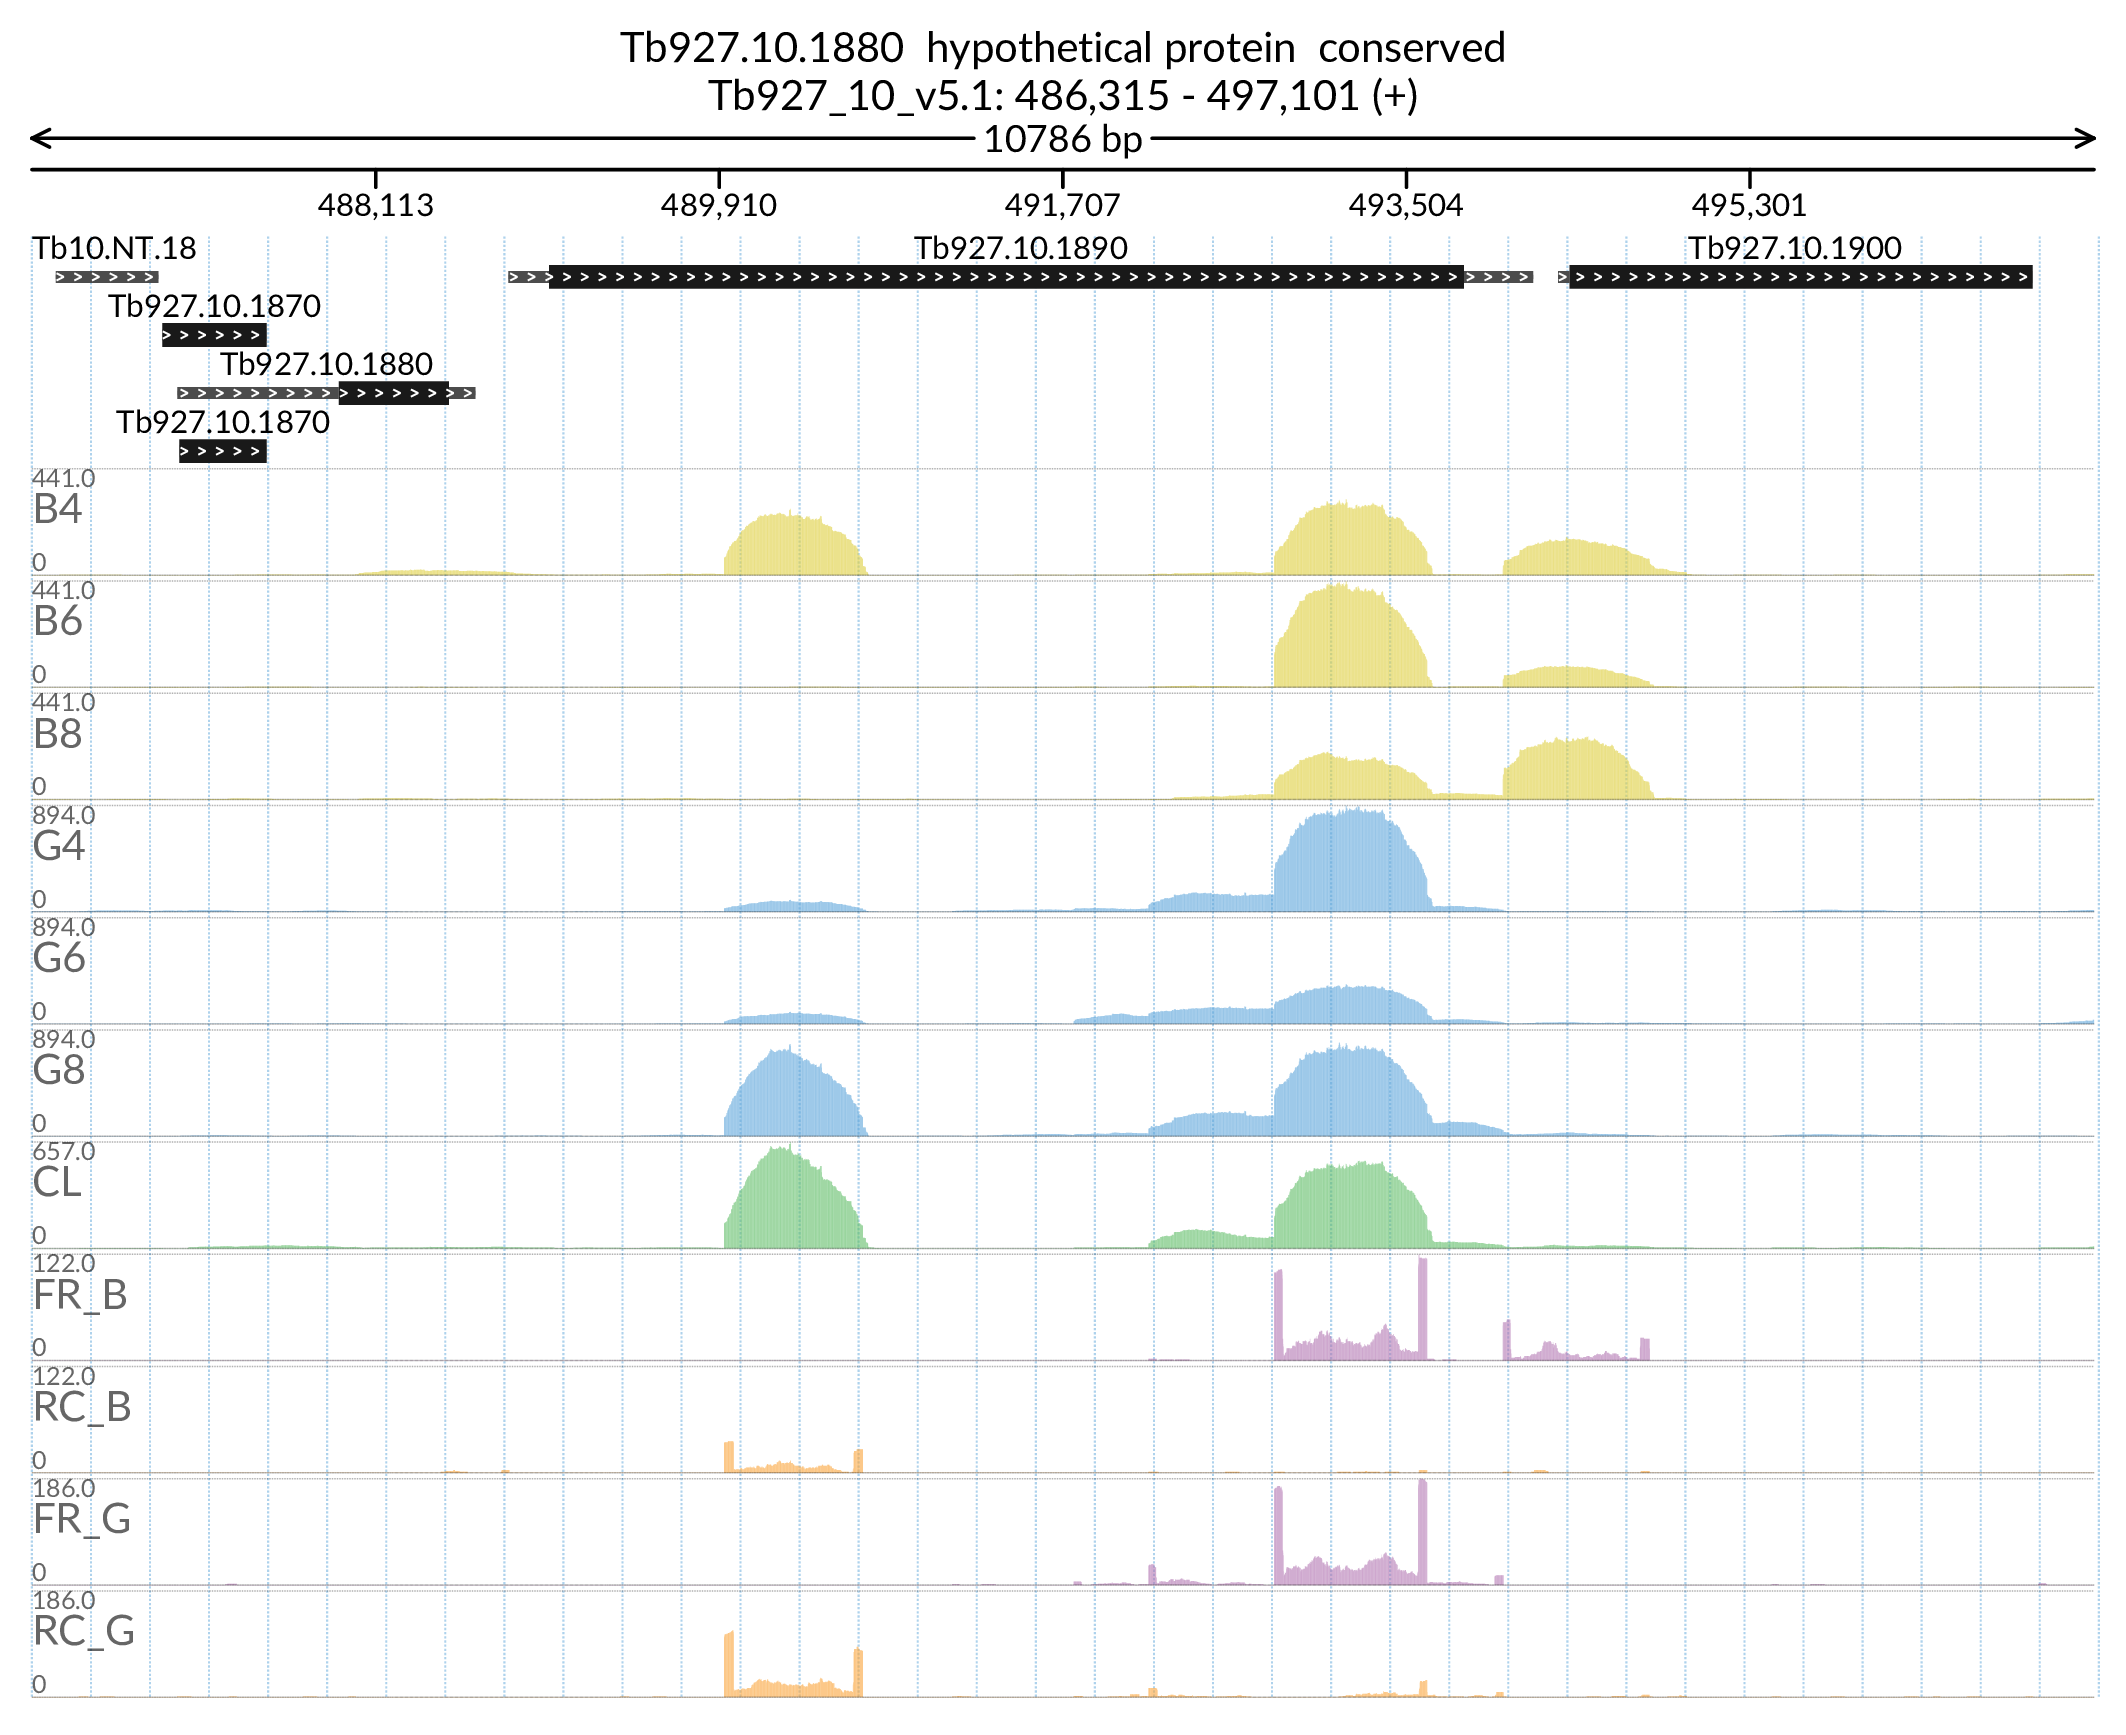 Tb927.10.1880  hypothetical protein  conserved
Tb927_10_v5.1: 486,315 - 497,101 (+)
10786 bp
488,113 489,910 491,707 493,504 495,301
Tb10.NT.18 Tb927.10.1890 Tb927.10.1900
Tb927.10.1870
Tb927.10.1880
Tb927.10.1870
441.0
B4
0
441.0
B6
0
441.0
B8
0
894.0
G4
0
894.0
G6
0
894.0
G8
0
657.0
CL
0
122.0
FR_B
0
122.0
RC_B
0
186.0
FR_G
0
186.0
RC_G
0